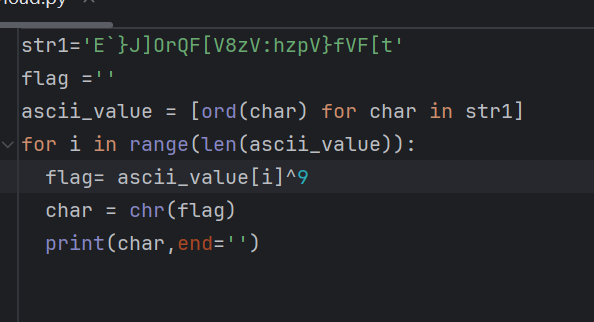 loud.py
str1='E`}J]OrQF[V8zV:hzpV}fVF[t'
flag =''
ascii_value = [ord(char) for char in str1]
for i in range(len(ascii_value)):
flag= ascii_value[i]^9
char = chr(flag)
print(char,end='')